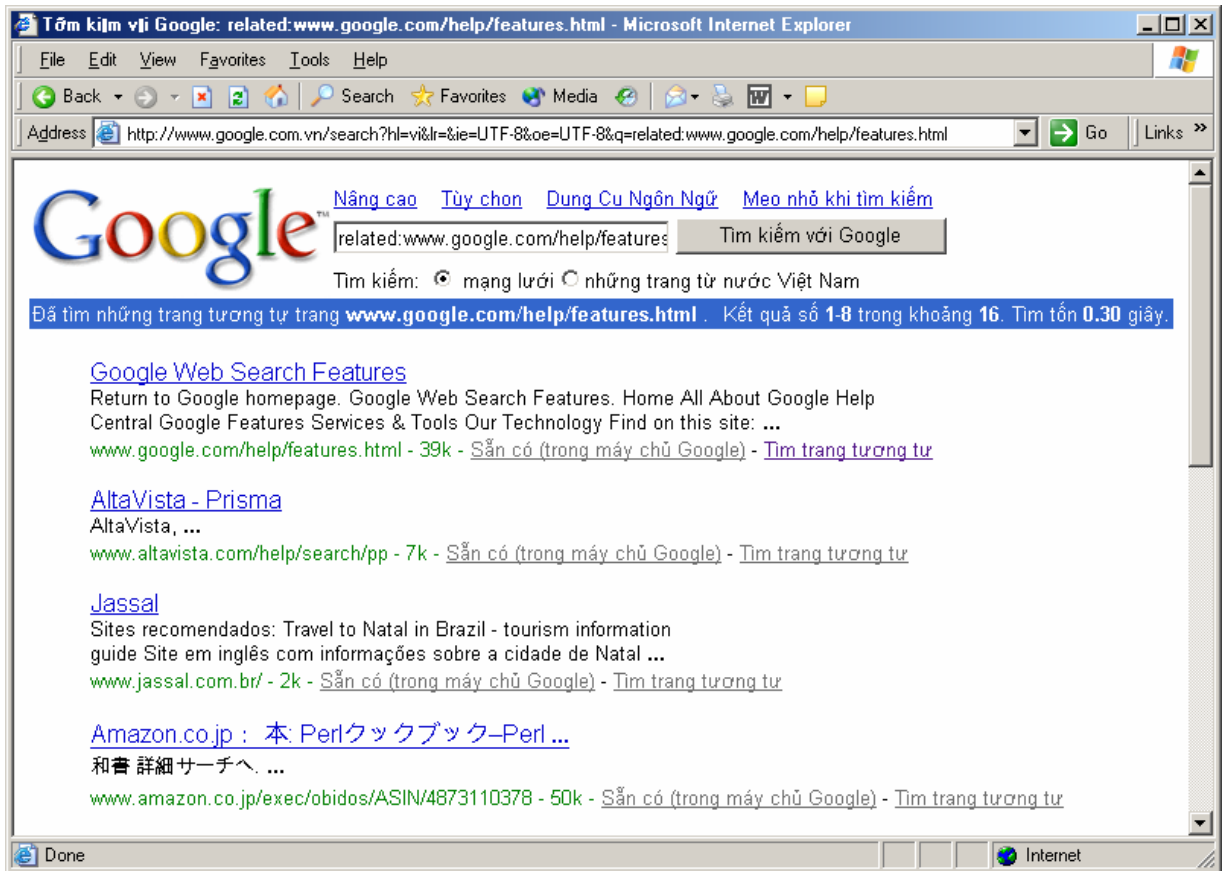 Tỡm kiịm vịi Google: related:www.google.com/help/features.html - Microsoft Internet Explorer
File Edit View Favorites Tools Help
Back Search Favorites Media
Address http://www.google.com.vn/search?hl=vi&lr=&ie=UTF-8&oe=UTF-8&q=related:www.google.com/help/features.html Go Links »
Google™
Nâng cao Tùy chọn Dụng Cụ Ngôn Ngữ Mẹo nhỏ khi tìm kiếm
related:www.google.com/help/features Tìm kiếm với Google
Tìm kiếm: mạng lưới những trang từ nước Việt Nam
Đã tìm những trang tương tự trang www.google.com/help/features.html . Kết quả số 1-8 trong khoảng 16. Tìm tốn 0.30 giây.
Google Web Search Features
Return to Google homepage. Google Web Search Features. Home All About Google Help
Central Google Features Services & Tools Our Technology Find on this site: ...
www.google.com/help/features.html - 39k - Sẵn có (trong máy chủ Google) - Tìm trang tương tự
AltaVista - Prisma
AltaVista, ...
www.altavista.com/help/search/pp - 7k - Sẵn có (trong máy chủ Google) - Tìm trang tương tự
Jassal
Sites recomendados: Travel to Natal in Brazil - tourism information
guide Site em inglês com informações sobre a cidade de Natal ...
www.jassal.com.br/ - 2k - Sẵn có (trong máy chủ Google) - Tìm trang tương tự
Amazon.co.jp： 本: Perlクックブック–Perl ...
和書 詳細サーチへ. ...
www.amazon.co.jp/exec/obidos/ASIN/4873110378 - 50k - Sẵn có (trong máy chủ Google) - Tìm trang tương tự
Done Internet